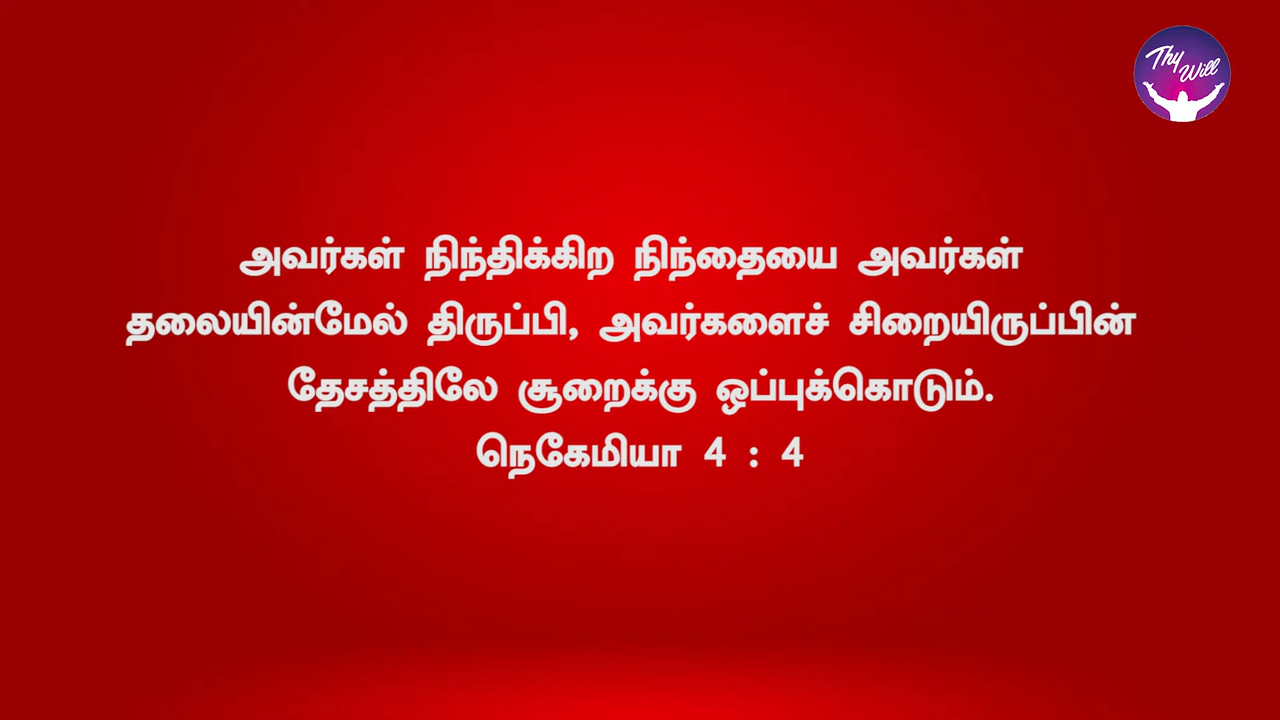 Thy
Will
அவர்கள் நிந்திக்கிற நிந்தையை அவர்கள்
தலையின்மேல் திருப்பி, அவர்களைச் சிறையிருப்பின்
தேசத்திலே சூறைக்கு ஒப்புக்கொடும்.
நெகேமியா 4 : 4